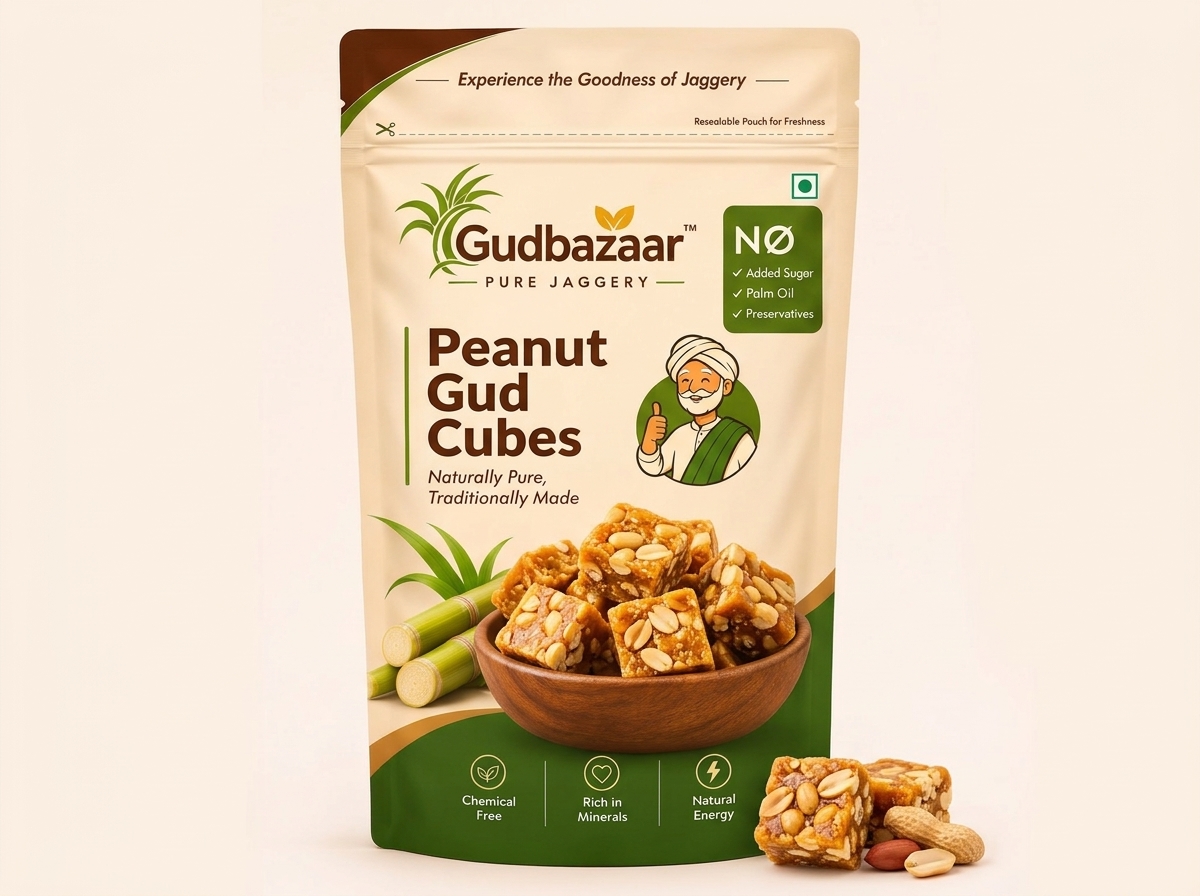 Experience the Goodness of Jaggery
Resealable Pouch for Freshness
Gudbazaar™
PURE JAGGERY
NØ
✓ Added Suger
✓ Palm Oil
✓ Preservatives
Peanut
Gud
Cubes
Naturally Pure,
Traditionally Made
Chemical
Free
Rich in
Minerals
Natural
Energy